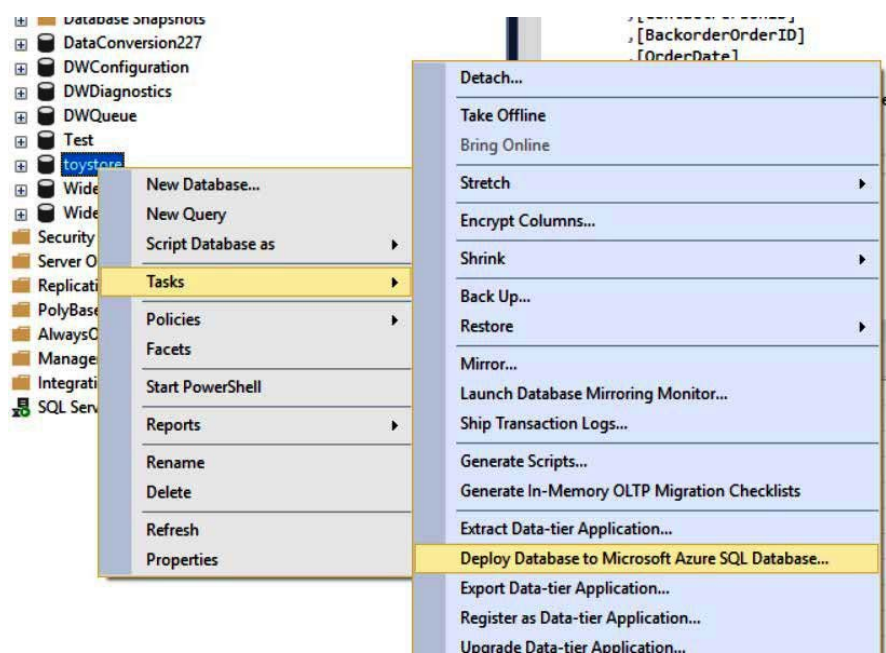 Database Snapshots
DataConversion227
DWConfiguration
DWDiagnostics
DWQueue
Test
toystore
Wide
Wide
Security
Server O
Replicati
PolyBase
AlwaysO
Manage
Integrati
SQL Serv
New Database...
New Query
Script Database as
Tasks
Policies
Facets
Start PowerShell
Reports
Rename
Delete
Refresh
Properties
,[BackorderOrderID]
,[OrderDate]
Detach...
Take Offline
Bring Online
Stretch
Encrypt Columns...
Shrink
Back Up...
Restore
Mirror...
Launch Database Mirroring Monitor...
Ship Transaction Logs...
Generate Scripts...
Generate In-Memory OLTP Migration Checklists
Extract Data-tier Application...
Deploy Database to Microsoft Azure SQL Database...
Export Data-tier Application...
Register as Data-tier Application...
Upgrade Data-tier Application...